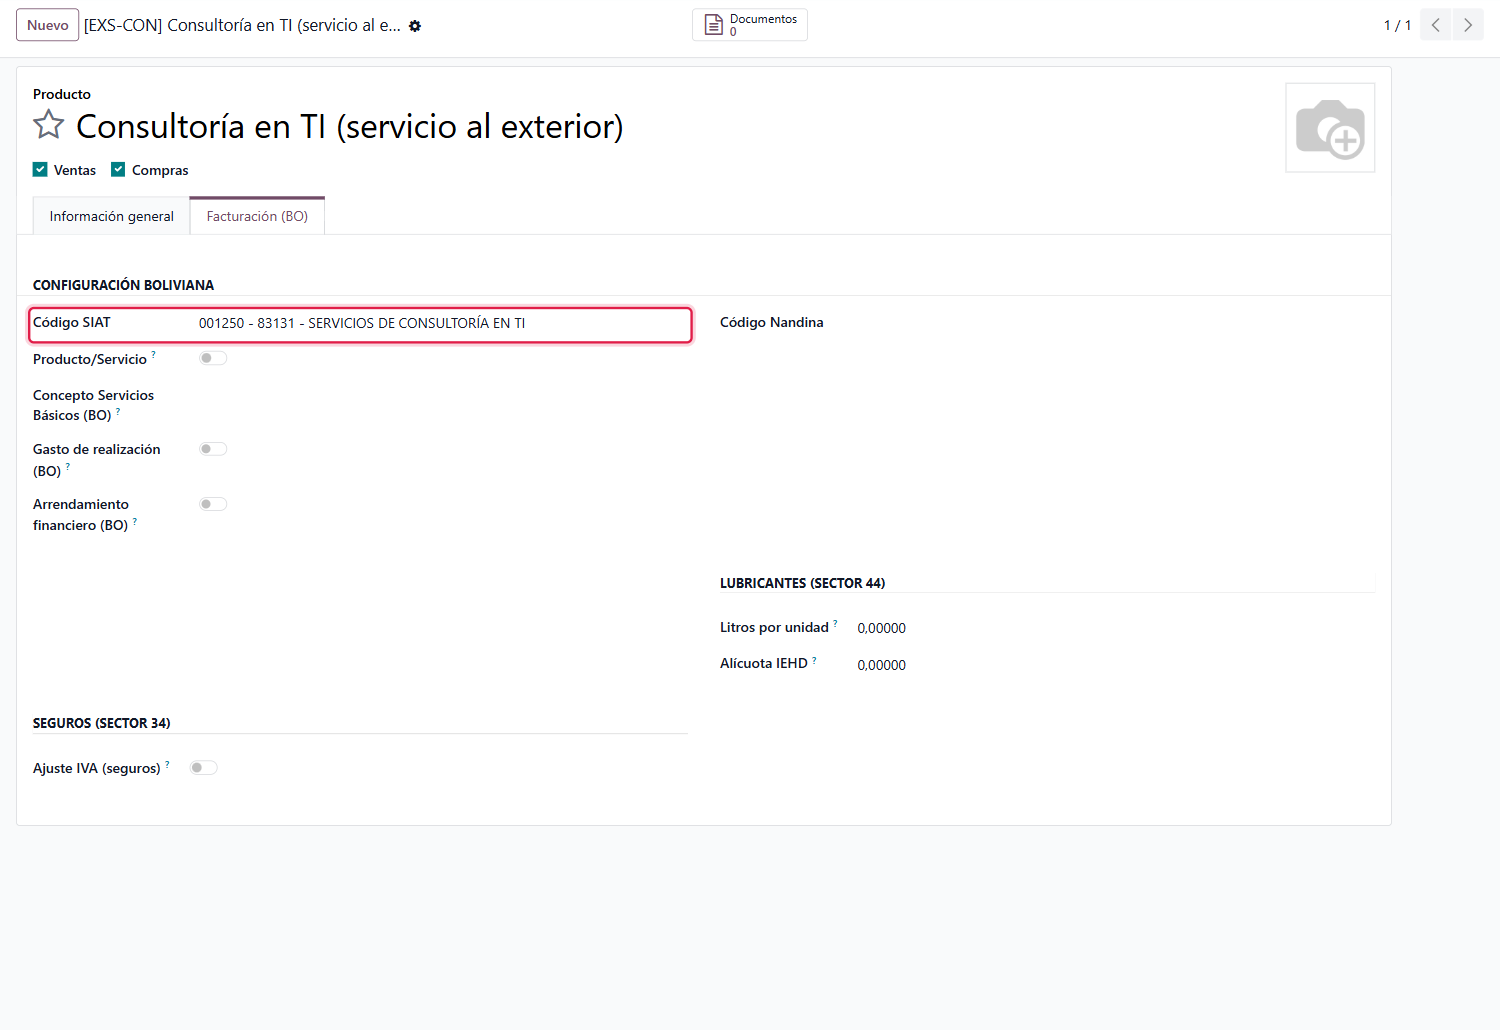 Nuevo [EXS-CON] Consultoría en TI (servicio al e...
Documentos
0
1 / 1
Producto
Consultoría en TI (servicio al exterior)
Ventas Compras
Información general Facturación (BO)
CONFIGURACIÓN BOLIVIANA
Código SIAT 001250 - 83131 - SERVICIOS DE CONSULTORÍA EN TI
Código Nandina
Producto/Servicio ?
Concepto Servicios
Básicos (BO) ?
Gasto de realización
(BO) ?
Arrendamiento
financiero (BO) ?
LUBRICANTES (SECTOR 44)
Litros por unidad ? 0,00000
Alícuota IEHD ? 0,00000
SEGUROS (SECTOR 34)
Ajuste IVA (seguros) ?